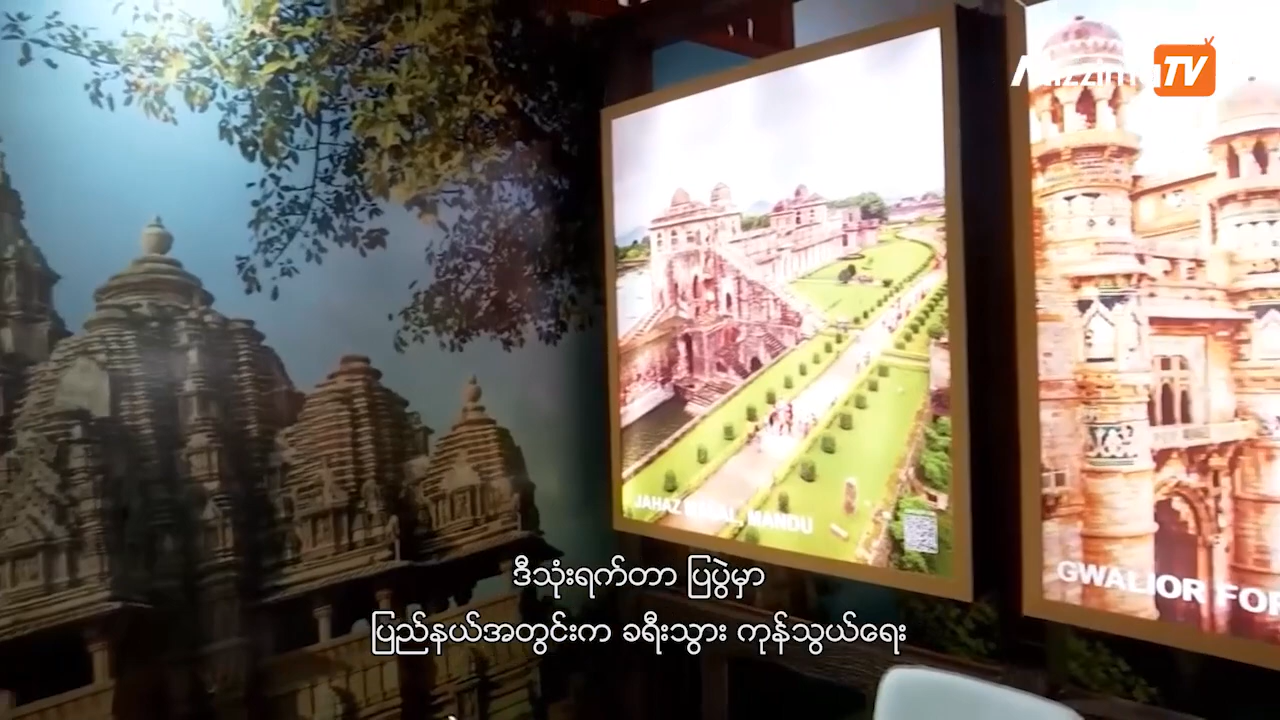 Mizzima TV
JAHAZ MAHAL, MANDU
GWALIOR FOR
ဒီသုံးရက်တာ ပြပွဲမှာ
ပြည်နယ်အတွင်းက ခရီးသွား ကုန်သွယ်ရေး